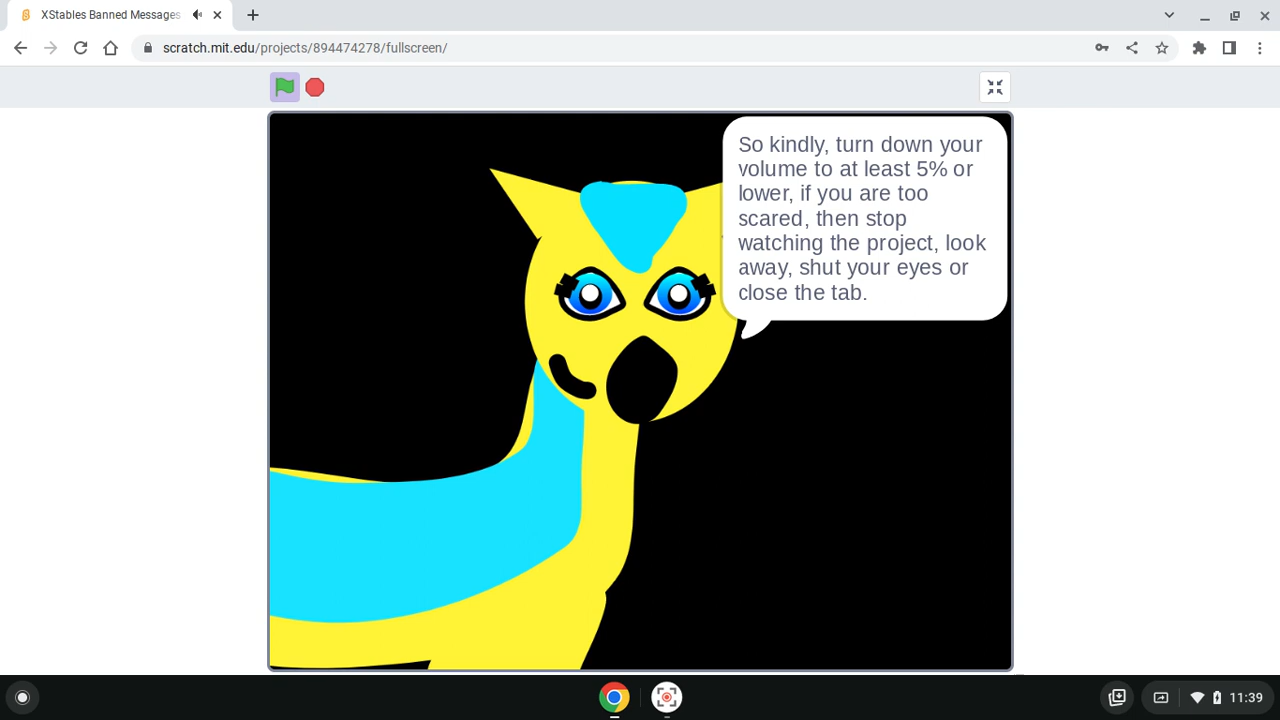 XStables Banned Messages
scratch.mit.edu/projects/894474278/fullscreen/
So kindly, turn down your
volume to at least 5% or
lower, if you are too
scared, then stop
watching the project, look
away, shut your eyes or
close the tab.
11:39